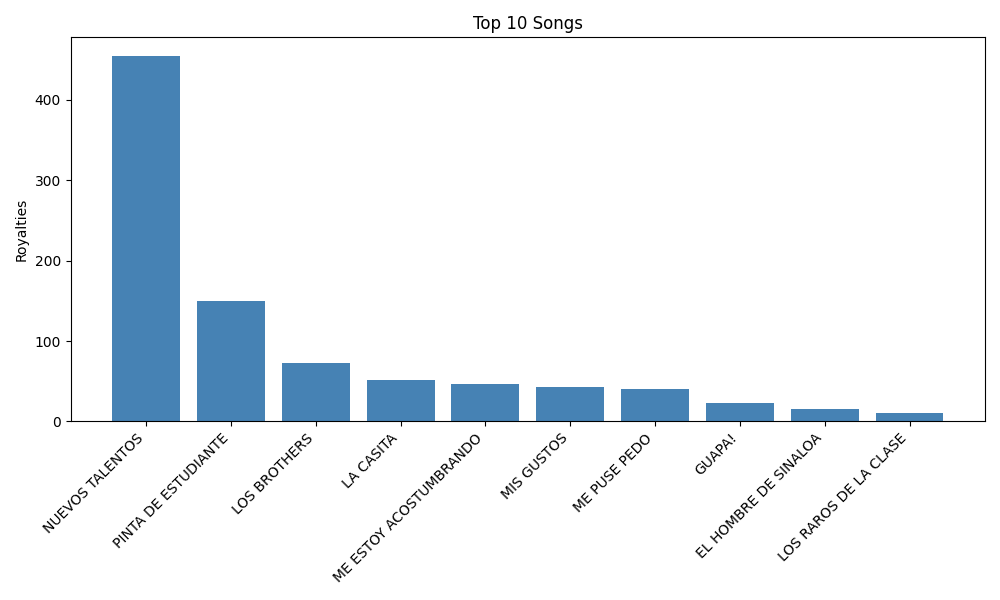 Top 10 Songs
Royalties
400
300
200
100
0
NUEVOS TALENTOS
PINTA DE ESTUDIANTE
LOS BROTHERS
LA CASITA
ME ESTOY ACOSTUMBRANDO
MIS GUSTOS
ME PUSE PEDO
GUAPA!
EL HOMBRE DE SINALOA
LOS RAROS DE LA CLASE